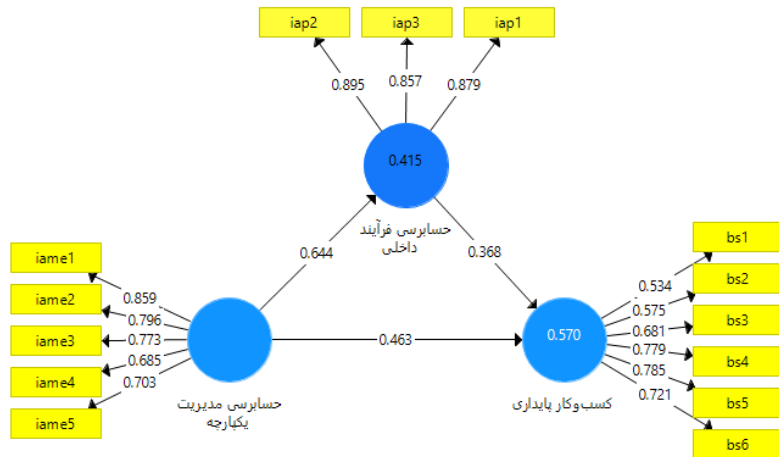 iap2
iap3
iap1
0.895
0.857
0.879
0.415
حسابرسی فرآیند
داخلی
0.644
0.368
iame1
iame2
iame3
iame4
iame5
0.859
0.796
0.773
0.685
0.703
حسابرسی مدیریت
یکپارچه
0.463
0.570
کسب‌وکار پایداری
0.534
0.575
0.681
0.779
0.785
0.721
bs1
bs2
bs3
bs4
bs5
bs6